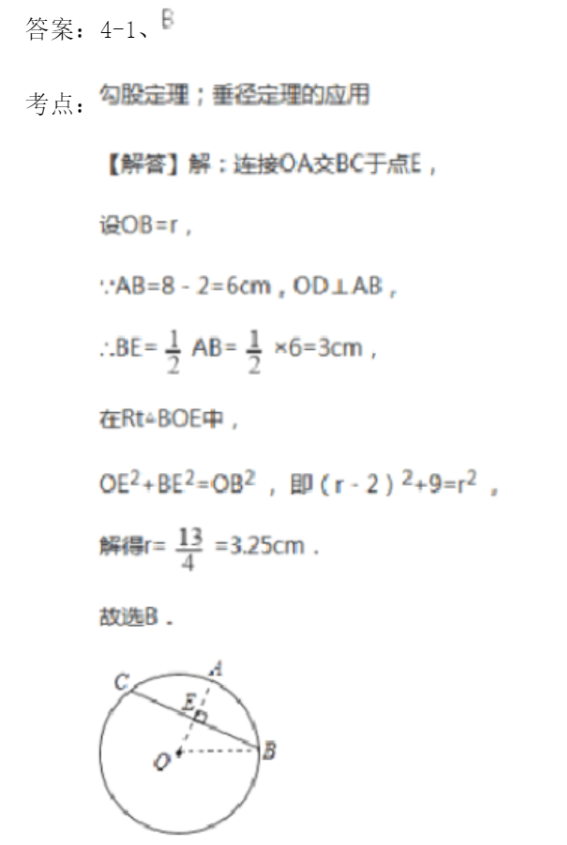 答案：4-1、B
考点：勾股定理；垂径定理的应用
【解答】解：连接OA交BC于点E，
设OB=r，
∵AB=8-2=6cm，OD⊥AB，
∴BE=1/2 AB=1/2 ×6=3cm，
在Rt△BOE中，
OE²+BE²=OB²，即（r-2）²+9=r²，
解得r=13/4 =3.25cm．
故选B．
A
C
E
B
O